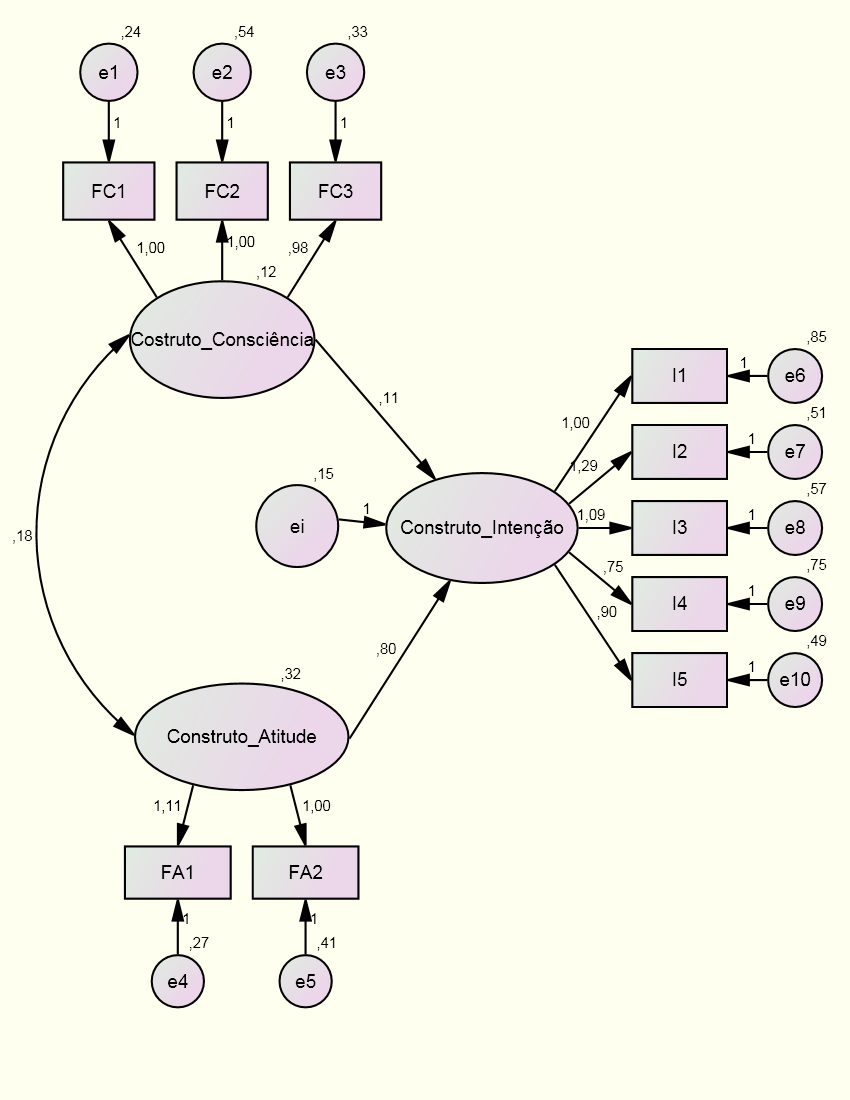 ,24
,54
,33
e1
e2
e3
1
1
1
FC1
FC2
FC3
1,00
1,00
,98
,12
Costruto_Consciência
,11
,85
I1
1
e6
1,00
,51
I2
1
e7
1,29
,15
ei
1
Construto_Intenção
,57
1,09
I3
1
e8
,18
,75
,75
I4
1
e9
,90
,49
I5
1
e10
,80
,32
Construto_Atitude
1,11
1,00
FA1
FA2
1
1
,27
,41
e4
e5